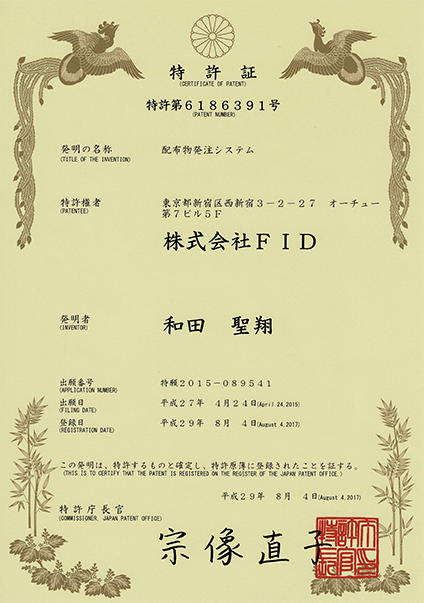 特許証
(CERTIFICATE OF PATENT)
特許第6186391号
(PATENT NUMBER)
発明の名称
(TITLE OF THE INVENTION)
配布物発注システム
特許権者
(PATENTEE)
東京都新宿区西新宿3-2-27 オーチュー
第7ビル5F
株式会社FID
発明者
(INVENTOR)
和田 聖翔
出願番号
(APPLICATION NUMBER)
特願2015-089541
出願日
(FILING DATE)
平成27年 4月24日(April 24,2015)
登録日
(REGISTRATION DATE)
平成29年 8月 4日(August 4,2017)
この発明は、特許するものと確定し、特許原簿に登録されたことを証する。
(THIS IS TO CERTIFY THAT THE PATENT IS REGISTERED ON THE REGISTER OF THE JAPAN PATENT OFFICE.)
平成29年 8月 4日(August 4,2017)
特許庁長官
(COMMISSIONER, JAPAN PATENT OFFICE)
宗像直子